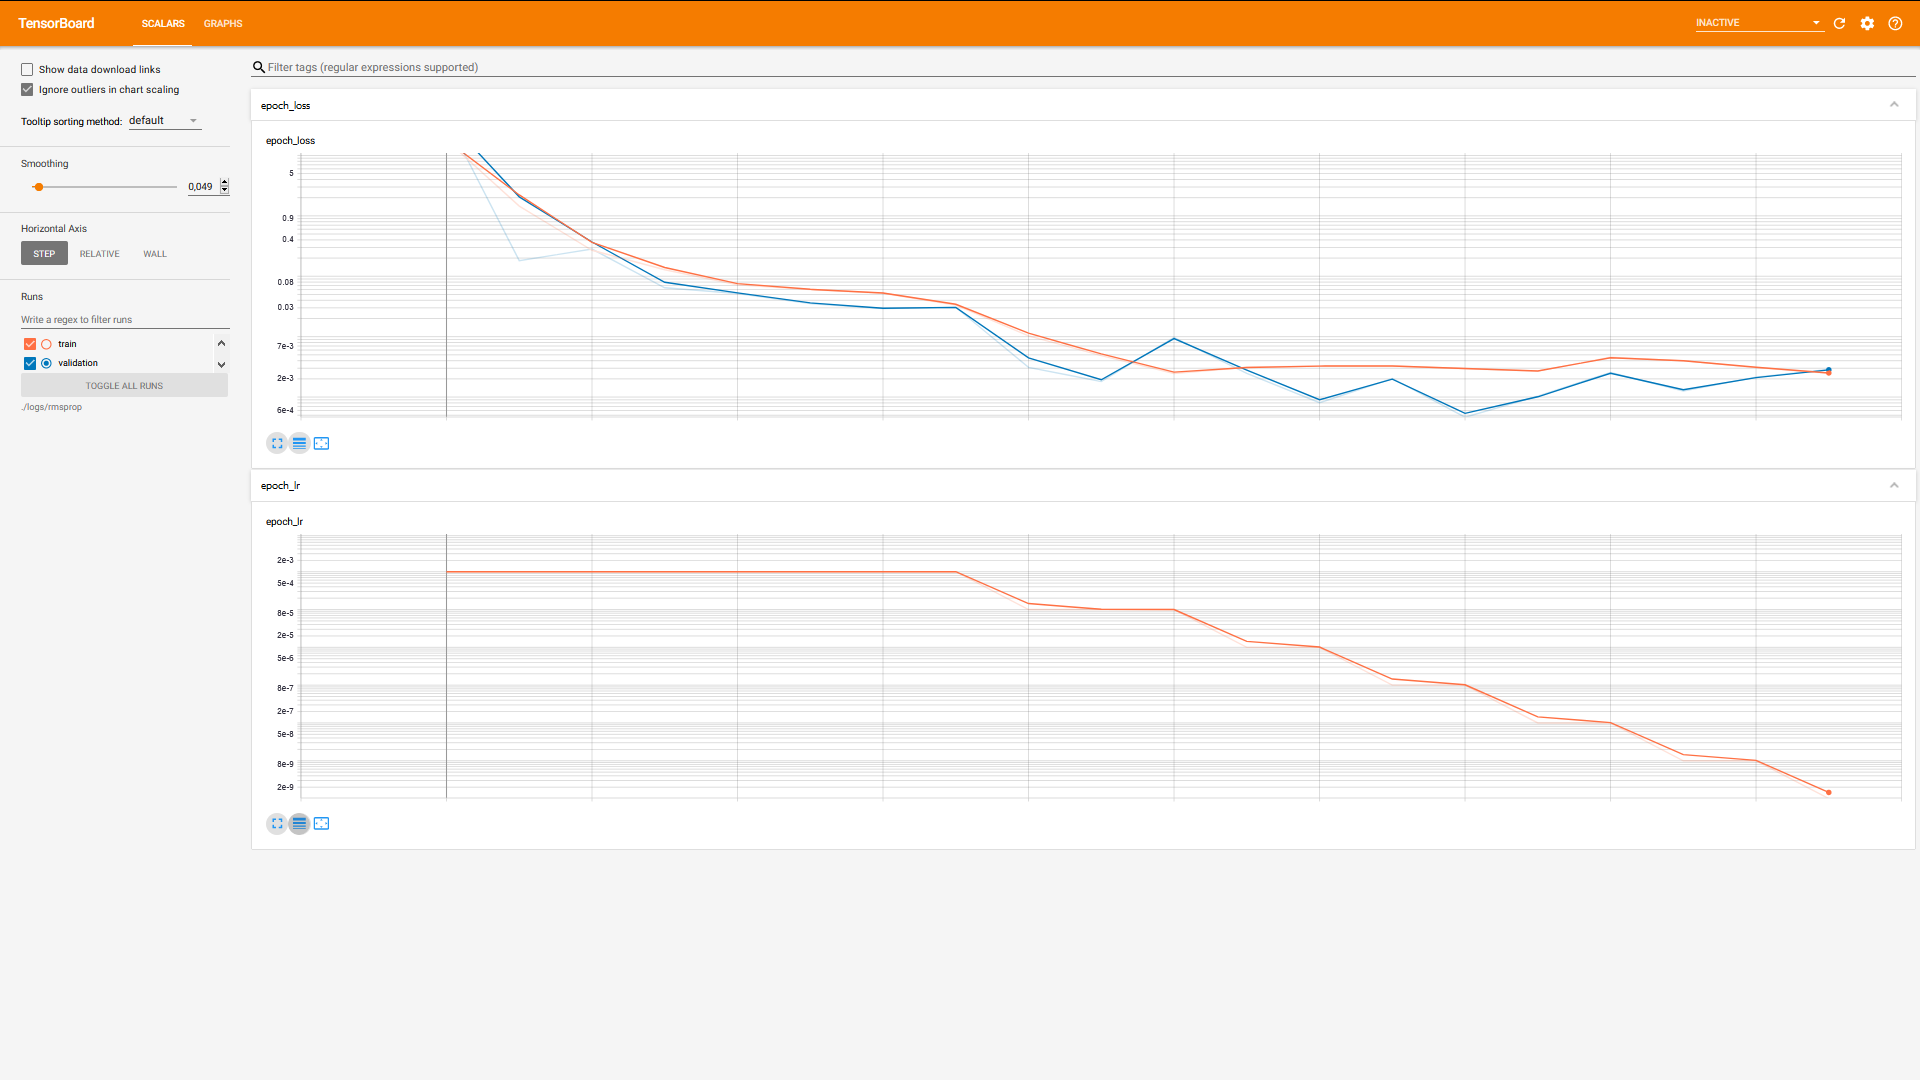 TensorBoard
SCALARS
GRAPHS
INACTIVE
Show data download links
Ignore outliers in chart scaling
Tooltip sorting method: default
Smoothing
0,049
Horizontal Axis
STEP
RELATIVE
WALL
Runs
Write a regex to filter runs
train
validation
TOGGLE ALL RUNS
./logs/rmsprop
Filter tags (regular expressions supported)
epoch_loss
epoch_loss
5
0.9
0.4
0.08
0.03
7e-3
2e-3
6e-4
epoch_lr
epoch_lr
2e-3
5e-4
8e-5
2e-5
5e-6
8e-7
2e-7
5e-8
8e-9
2e-9